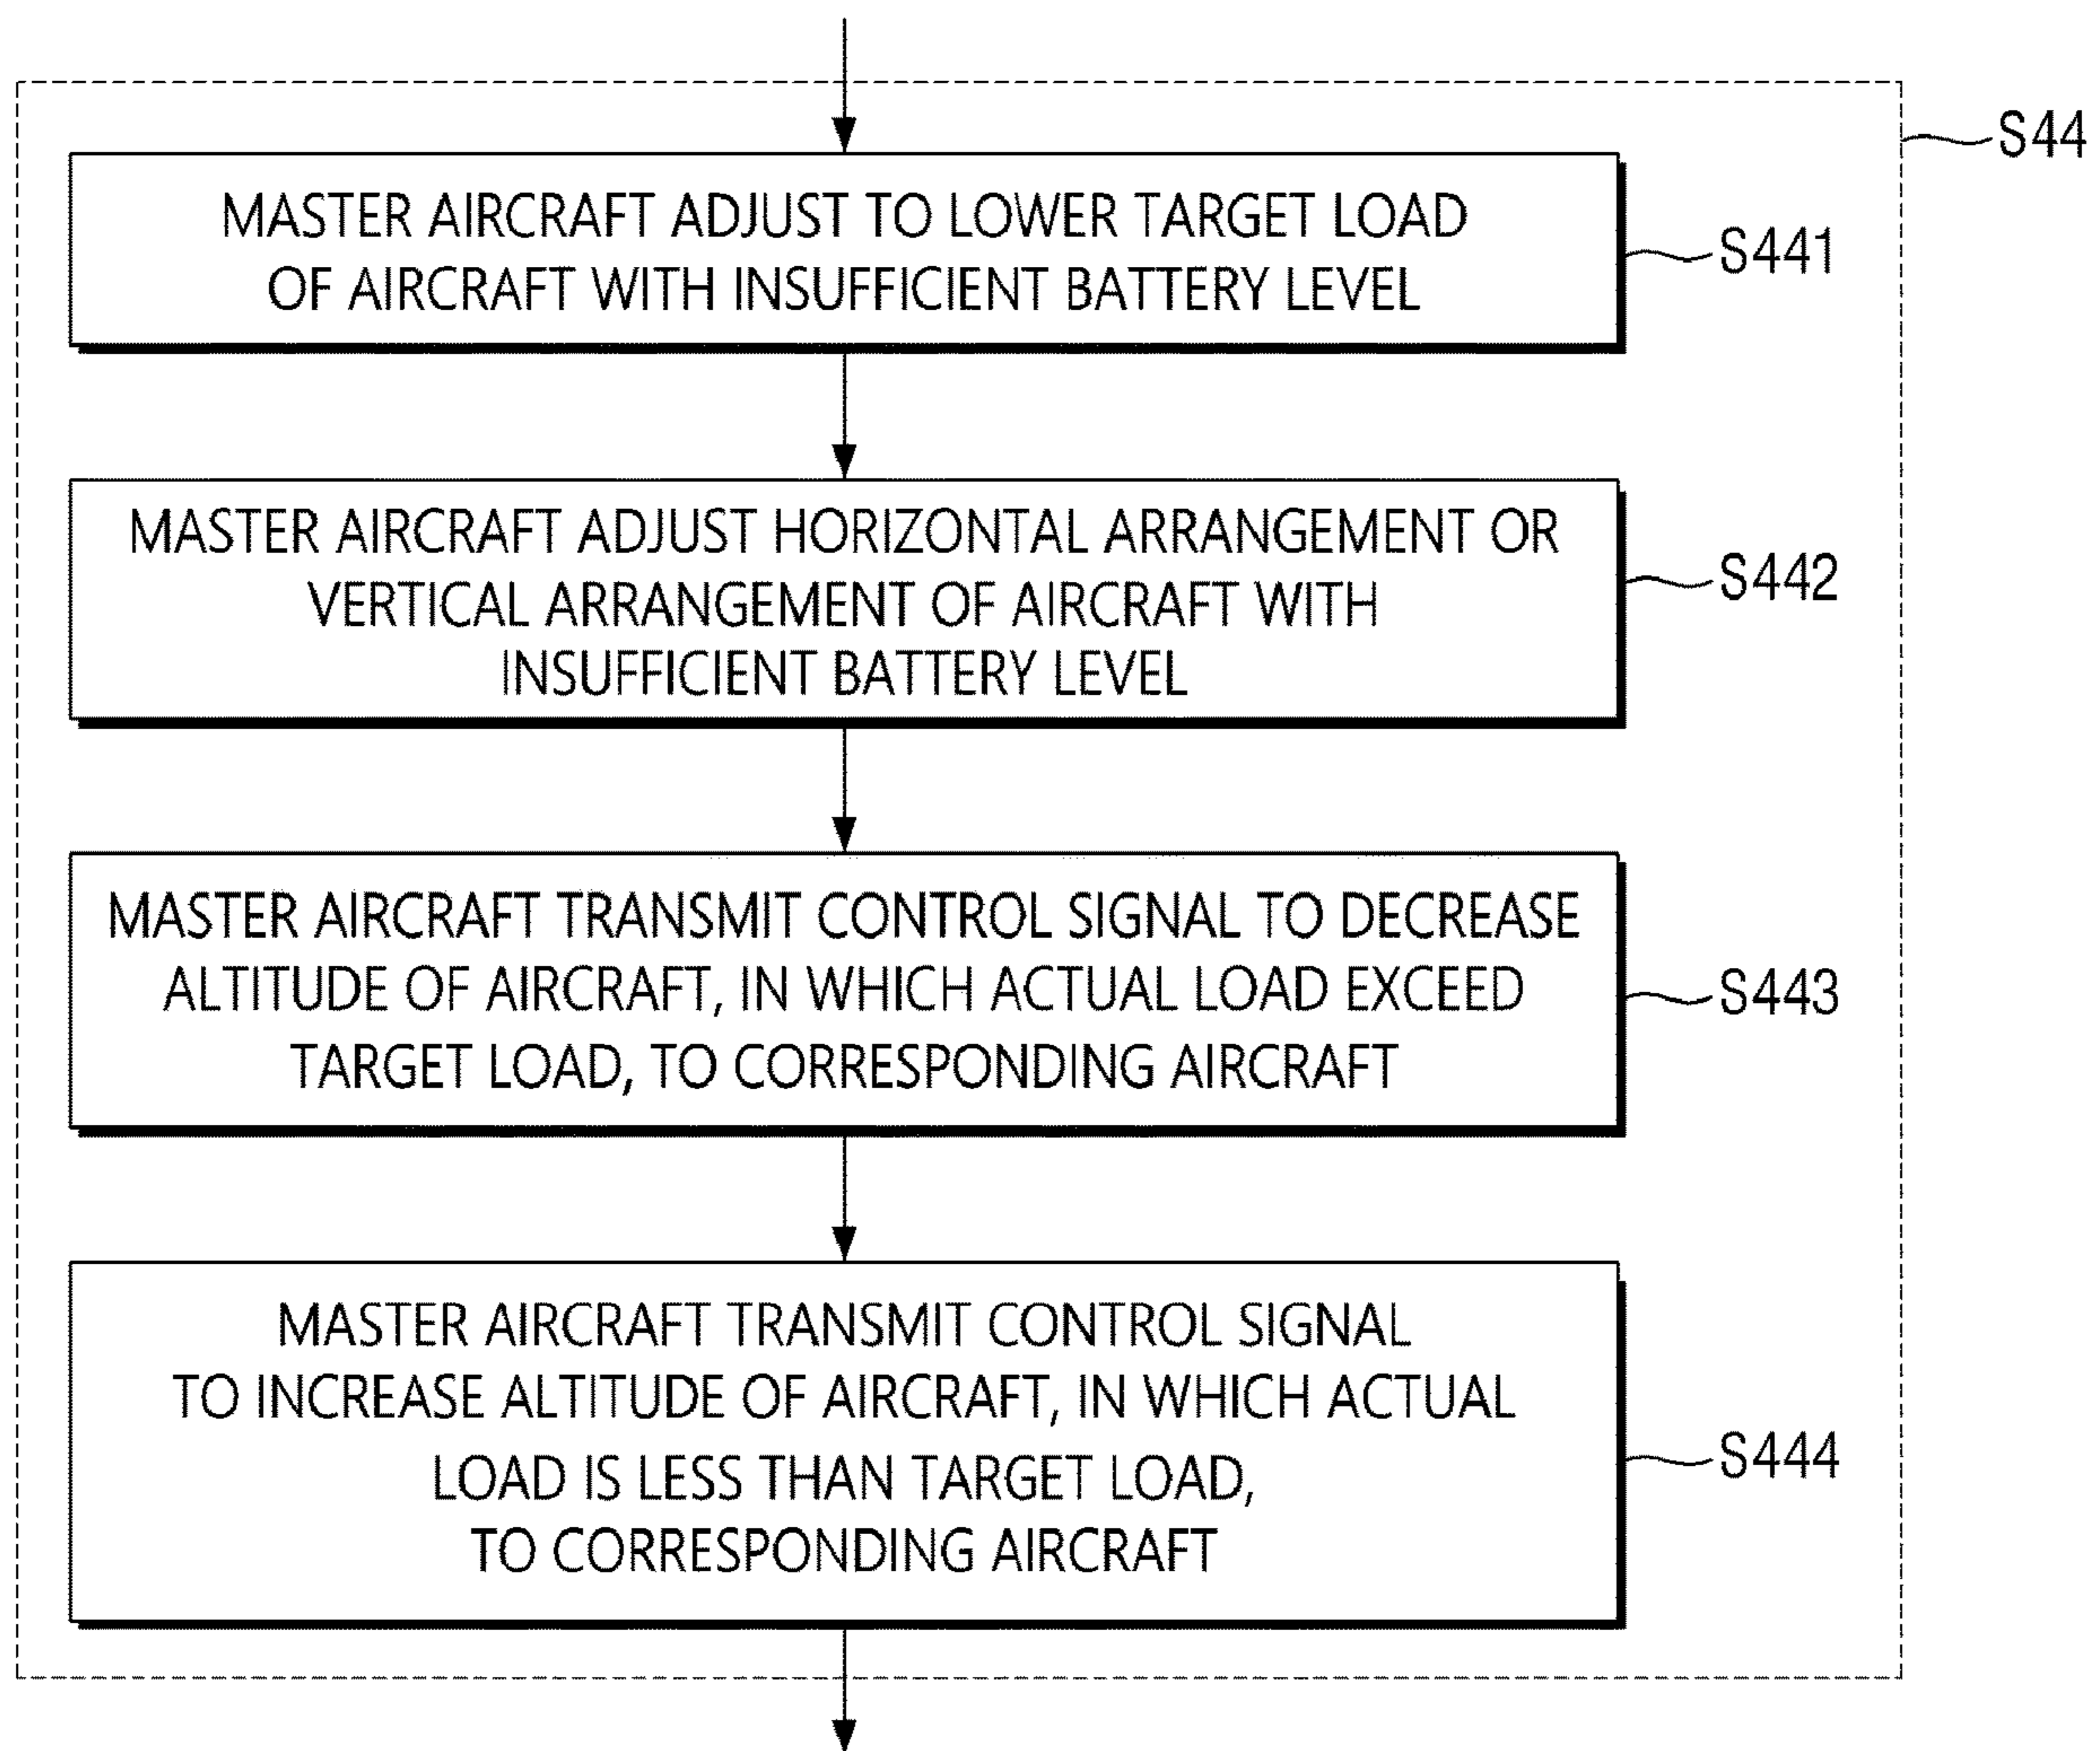 S44
MASTER AIRCRAFT ADJUST TO LOWER TARGET LOAD
OF AIRCRAFT WITH INSUFFICIENT BATTERY LEVEL
S441
MASTER AIRCRAFT ADJUST HORIZONTAL ARRANGEMENT OR
VERTICAL ARRANGEMENT OF AIRCRAFT WITH
INSUFFICIENT BATTERY LEVEL
S442
MASTER AIRCRAFT TRANSMIT CONTROL SIGNAL TO DECREASE
ALTITUDE OF AIRCRAFT, IN WHICH ACTUAL LOAD EXCEED
TARGET LOAD, TO CORRESPONDING AIRCRAFT
S443
MASTER AIRCRAFT TRANSMIT CONTROL SIGNAL
TO INCREASE ALTITUDE OF AIRCRAFT, IN WHICH ACTUAL
LOAD IS LESS THAN TARGET LOAD,
TO CORRESPONDING AIRCRAFT
S444